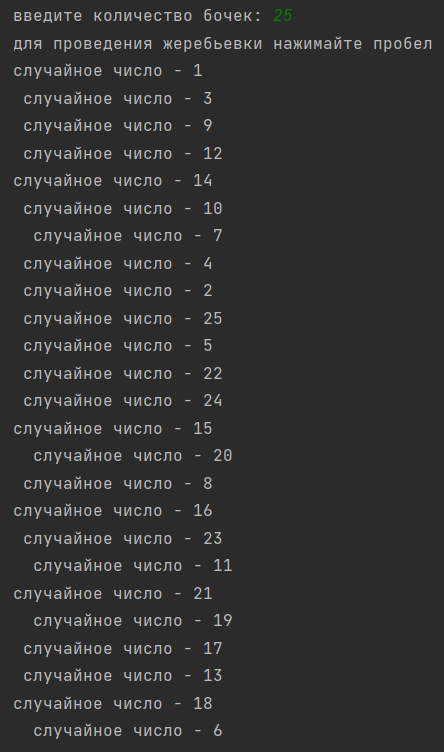 введите количество бочек: 25
для проведения жеребьевки нажимайте пробел
случайное число - 1
случайное число - 3
случайное число - 9
случайное число - 12
случайное число - 14
случайное число - 10
случайное число - 7
случайное число - 4
случайное число - 2
случайное число - 25
случайное число - 5
случайное число - 22
случайное число - 24
случайное число - 15
случайное число - 20
случайное число - 8
случайное число - 16
случайное число - 23
случайное число - 11
случайное число - 21
случайное число - 19
случайное число - 17
случайное число - 13
случайное число - 18
случайное число - 6